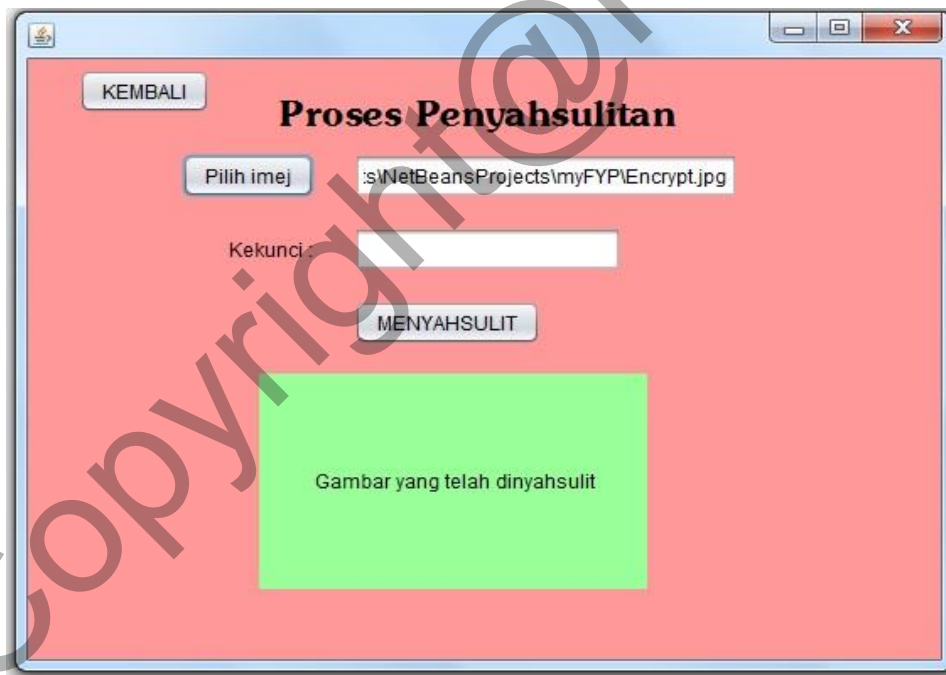 KEMBALI
Proses Penyahsulitan
Pilih imej
:s\NetBeansProjects\myFYP\Encrypt.jpg
Kekunci :
MENYAHSULIT
Gambar yang telah dinyahsulit
Copyright@